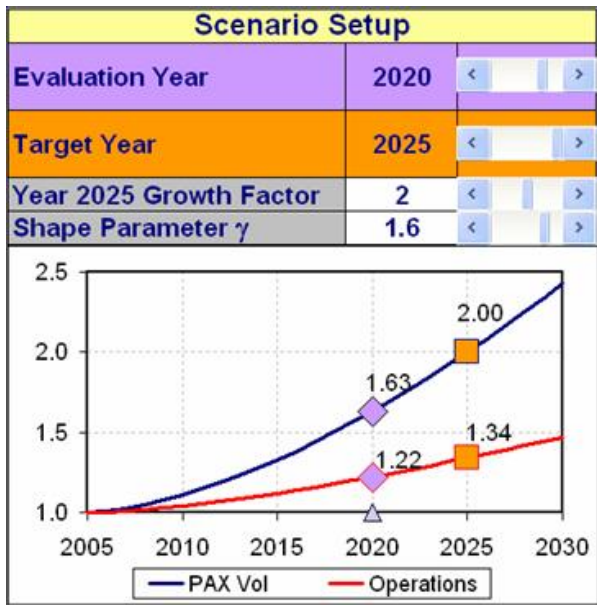 Scenario Setup
Evaluation Year 2020
Target Year 2025
Year 2025 Growth Factor 2
Shape Parameter γ 1.6
2.5
2.00
2.0
1.63
1.5
1.34
1.22
1.0
2005 2010 2015 2020 2025 2030
PAX Vol Operations